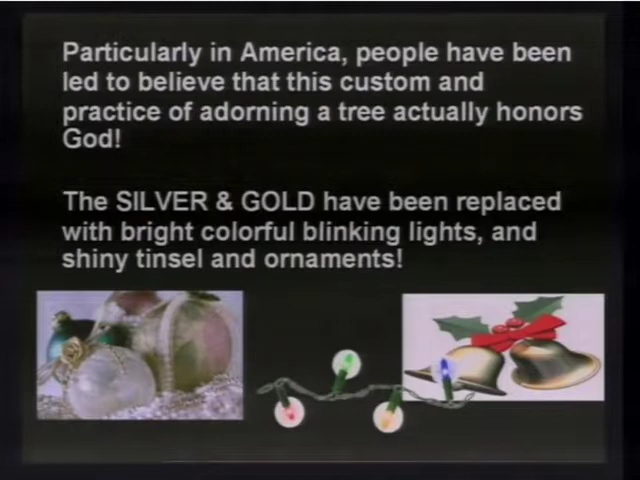 Particularly in America, people have been
led to believe that this custom and
practice of adorning a tree actually honors
God!
The SILVER & GOLD have been replaced
with bright colorful blinking lights, and
shiny tinsel and ornaments!